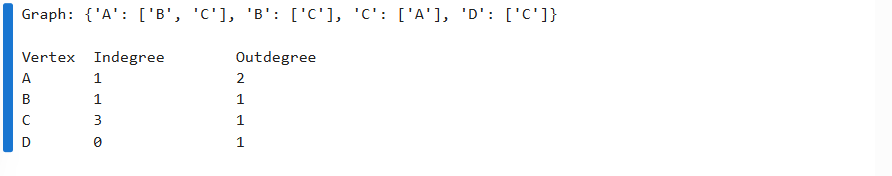 Graph: {'A': ['B', 'C'], 'B': ['C'], 'C': ['A'], 'D': ['C']}
Vertex  Indegree        Outdegree
A       1               2
B       1               1
C       3               1
D       0               1